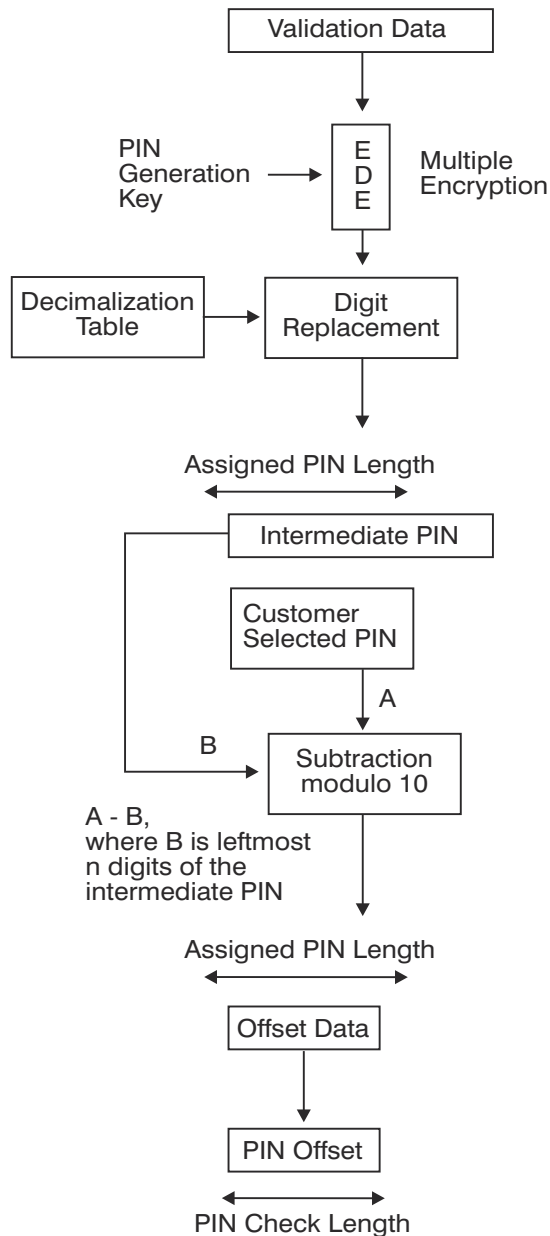 Validation Data
PIN
Generation
Key
E
D
E
Multiple
Encryption
Decimalization
Table
Digit
Replacement
Assigned PIN Length
Intermediate PIN
Customer
Selected PIN
A
B
Subtraction
modulo 10
A - B,
where B is leftmost
n digits of the
intermediate PIN
Assigned PIN Length
Offset Data
PIN Offset
PIN Check Length